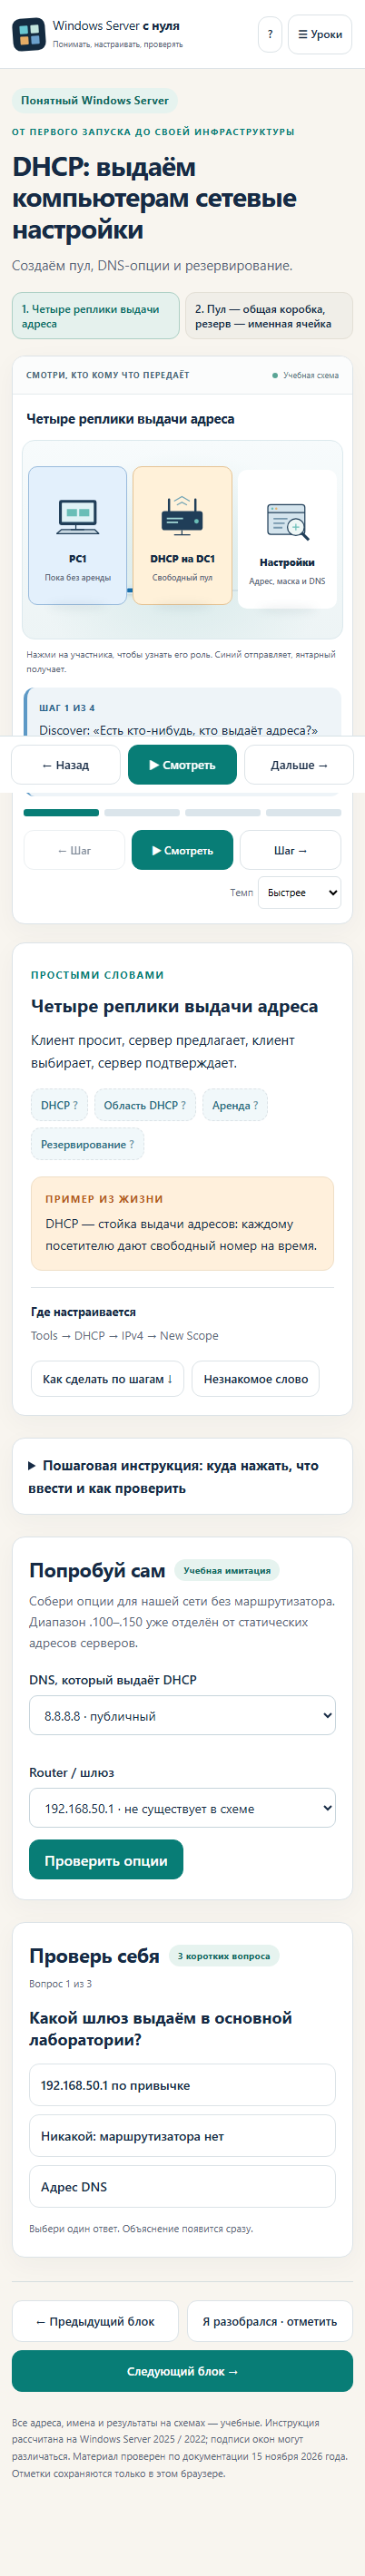 Windows Server с нуля
Понимать, настраивать, проверять
?
☰ Уроки
Понятный Windows Server
ОТ ПЕРВОГО ЗАПУСКА ДО СВОЕЙ ИНФРАСТРУКТУРЫ
DHCP: выдаём
компьютерам сетевые
настройки
Создаём пул, DNS-опции и резервирование.
1. Четыре реплики выдачи
адреса
2. Пул — общая коробка,
резерв — именная ячейка
СМОТРИ, КТО КОМУ ЧТО ПЕРЕДАЁТ
Учебная схема
Четыре реплики выдачи адреса
PC1
Пока без аренды
DHCP на DC1
Свободный пул
Настройки
Адрес, маска и DNS
Нажми на участника, чтобы узнать его роль. Синий отправляет, янтарный
получает.
ШАГ 1 ИЗ 4
Discover: «Есть кто-нибудь, кто выдаёт адреса?»
← Назад
▶ Смотреть
Дальше →
← Шаг
▶ Смотреть
Шаг →
Темп
Быстрее
ПРОСТЫМИ СЛОВАМИ
Четыре реплики выдачи адреса
Клиент просит, сервер предлагает, клиент
выбирает, сервер подтверждает.
DHCP ?
Область DHCP ?
Аренда ?
Резервирование ?
ПРИМЕР ИЗ ЖИЗНИ
DHCP — стойка выдачи адресов: каждому
посетителю дают свободный номер на время.
Где настраивается
Tools → DHCP → IPv4 → New Scope
Как сделать по шагам ↓
Незнакомое слово
▶ Пошаговая инструкция: куда нажать, что
ввести и как проверить
Попробуй сам
Учебная имитация
Собери опции для нашей сети без маршрутизатора.
Диапазон .100–.150 уже отделён от статических
адресов серверов.
DNS, который выдаёт DHCP
8.8.8.8 · публичный
Router / шлюз
192.168.50.1 · не существует в схеме
Проверить опции
Проверь себя
3 коротких вопроса
Вопрос 1 из 3
Какой шлюз выдаём в основной
лаборатории?
192.168.50.1 по привычке
Никакой: маршрутизатора нет
Адрес DNS
Выбери один ответ. Объяснение появится сразу.
← Предыдущий блок
Я разобрался · отметить
Следующий блок →
Все адреса, имена и результаты на схемах — учебные. Инструкция
рассчитана на Windows Server 2025 / 2022; подписи окон могут
различаться. Материал проверен по документации 15 ноября 2026 года.
Отметки сохраняются только в этом браузере.